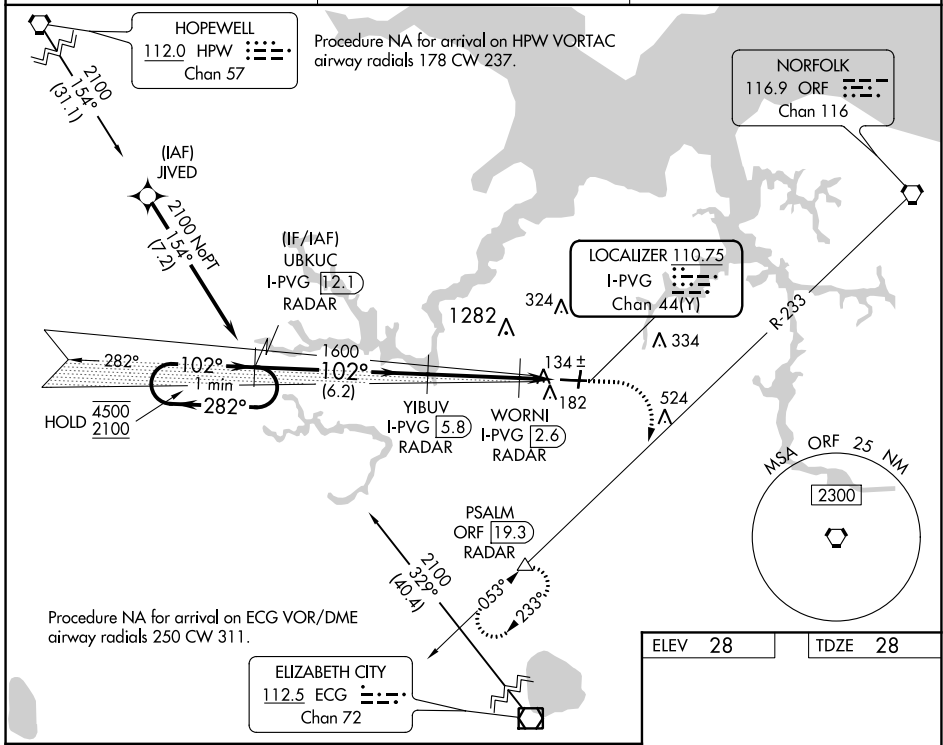 HOPEWELL
112.0 HPW
Chan 57
Procedure NA for arrival on HPW VORTAC
airway radials 178 CW 237.
NORFOLK
116.9 ORF
Chan 116
2100
154°
(31.1)
(IAF)
JIVED
2100 NoPT
154°
(7.2)
(IF/IAF)
UBKUC
I-PVG 12.1
RADAR
LOCALIZER 110.75
I-PVG
Chan 44(Y)
R-233
1282
324
334
282°
102°
1 min
282°
HOLD 4500
2100
1600
102°
(6.2)
134 ±
182
524
YIBUV
I-PVG 5.8
RADAR
WORNI
I-PVG 2.6
RADAR
MSA ORF 25 NM
2300
PSALM
ORF 19.3
RADAR
053°
233°
2100
329°
(40.4)
Procedure NA for arrival on ECG VOR/DME
airway radials 250 CW 311.
ELIZABETH CITY
112.5 ECG
Chan 72
ELEV 28
TDZE 28